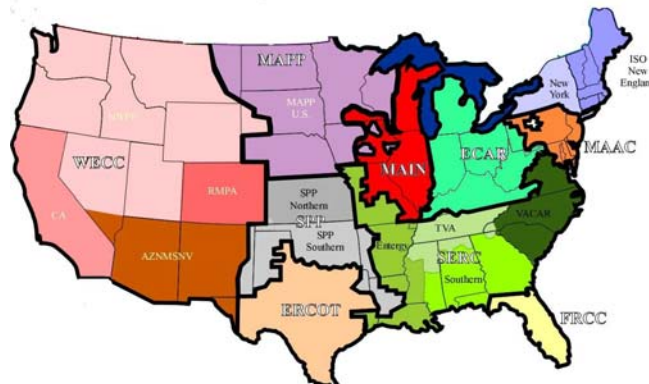 MAPP
MAPP
U.S.
ISO
New
England
New
York
NWPP
WECC
RMPA
MAIN
ECAR
MAAC
CA
AZNMSNV
SPP
Northern
SPP
SPP
Southern
Entergy
TVA
VACAR
SERC
Southern
ERCOT
FRCC